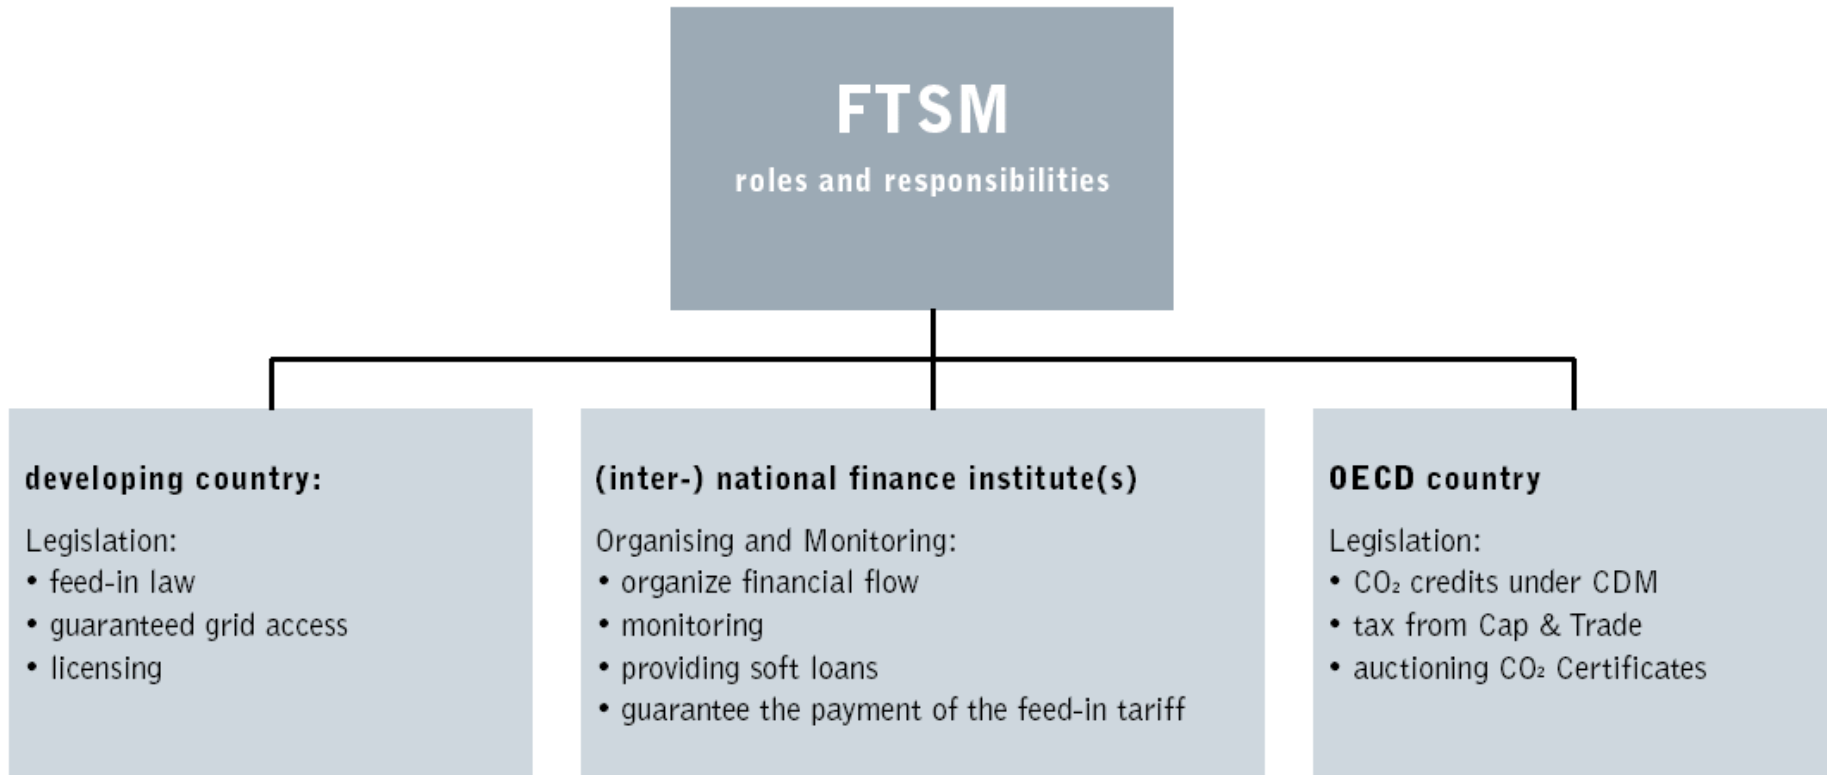 FTSM
roles and responsibilities
developing country:
Legislation:
• feed-in law
• guaranteed grid access
• licensing
(inter-) national finance institute(s)
Organising and Monitoring:
• organize financial flow
• monitoring
• providing soft loans
• guarantee the payment of the feed-in tariff
OECD country
Legislation:
• CO₂ credits under CDM
• tax from Cap & Trade
• auctioning CO₂ Certificates